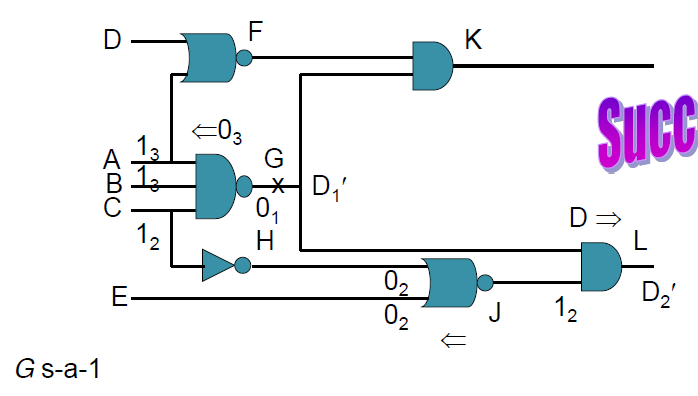 D F K
⇐0₃
Succ
A 1₃ G
B 1₃ x D₁′
C 0₁
1₂ H D ⇒ L
0₂ D₂′
E 0₂ J 1₂
⇐
G s-a-1